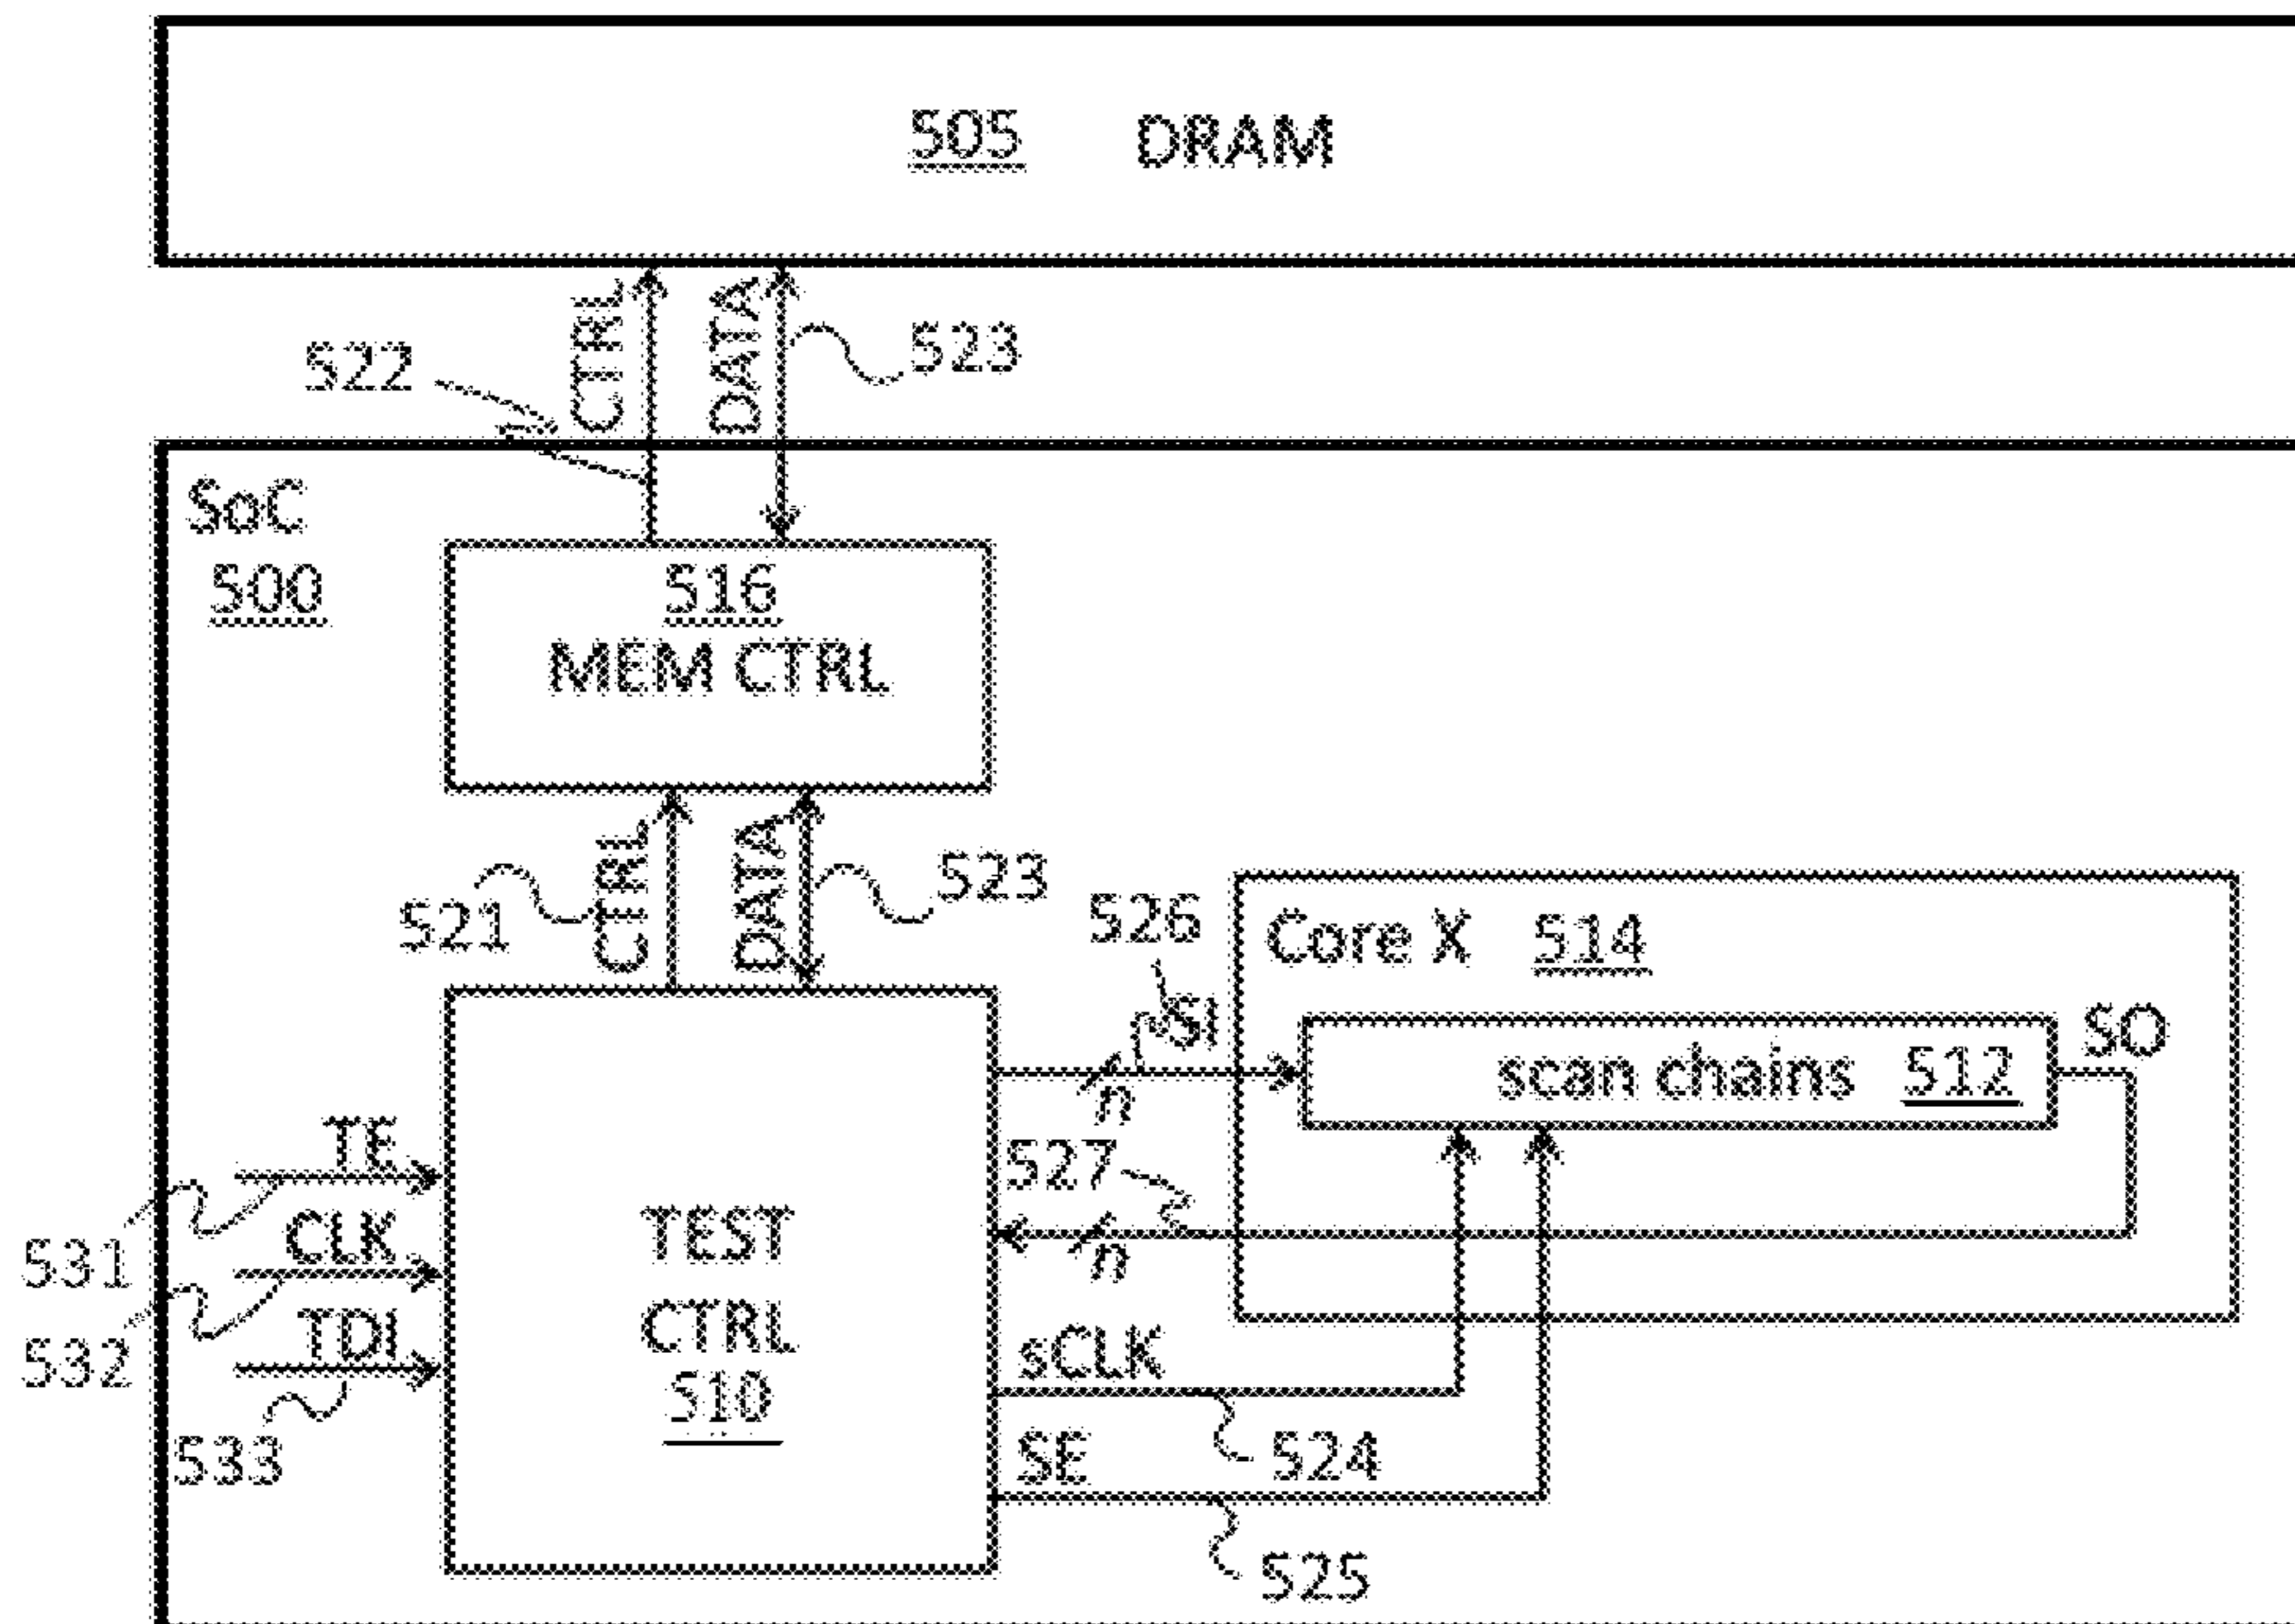 505 DRAM
CTRL
DATA
522
523
SoC
500
516
MEM CTRL
CTRL
DATA
521
523
526
Core X 514
SI
n
scan chains 512
SO
TE
527
531
CLK
n
TEST
CTRL
510
532
TDI
sCLK
533
524
SE
525